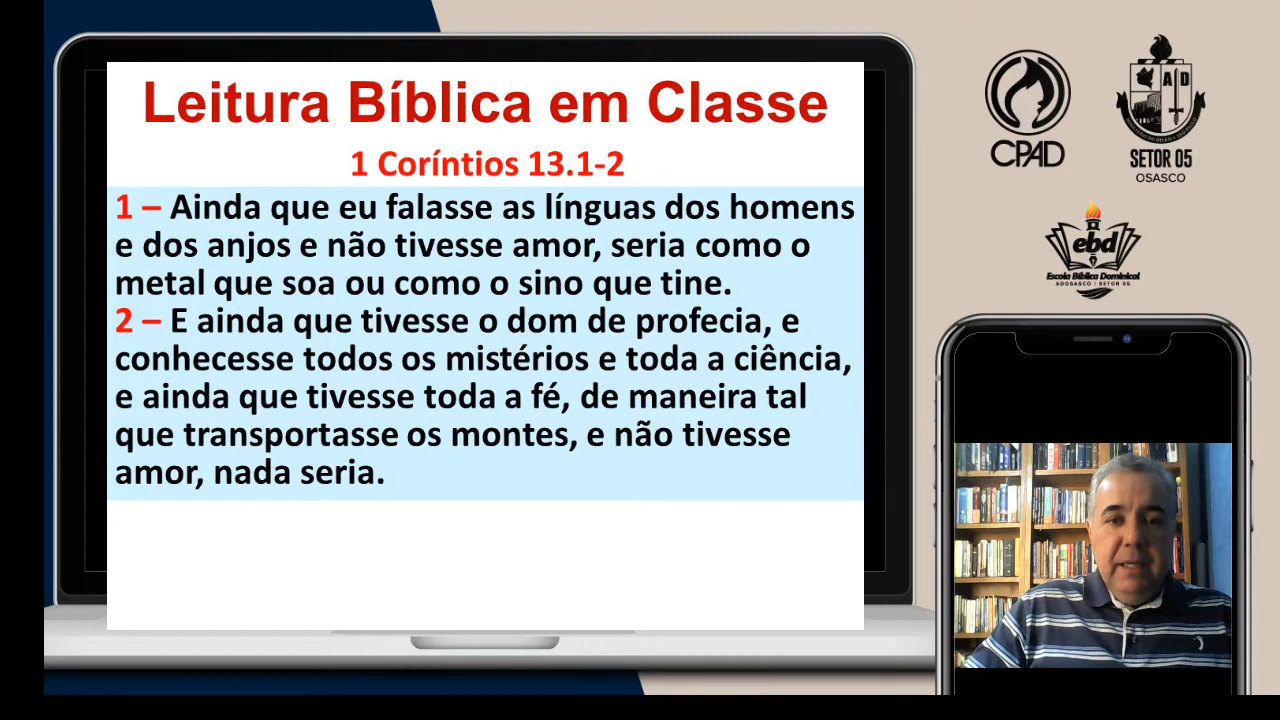 Leitura Bíblica em Classe
1 Coríntios 13.1-2
1 – Ainda que eu falasse as línguas dos homens
e dos anjos e não tivesse amor, seria como o
metal que soa ou como o sino que tine.
2 – E ainda que tivesse o dom de profecia, e
conhecesse todos os mistérios e toda a ciência,
e ainda que tivesse toda a fé, de maneira tal
que transportasse os montes, e não tivesse
amor, nada seria.
CPAD
A D
SETOR 05
OSASCO
ebd
Escola Bíblica Dominical
ADOSASCO | SETOR 05